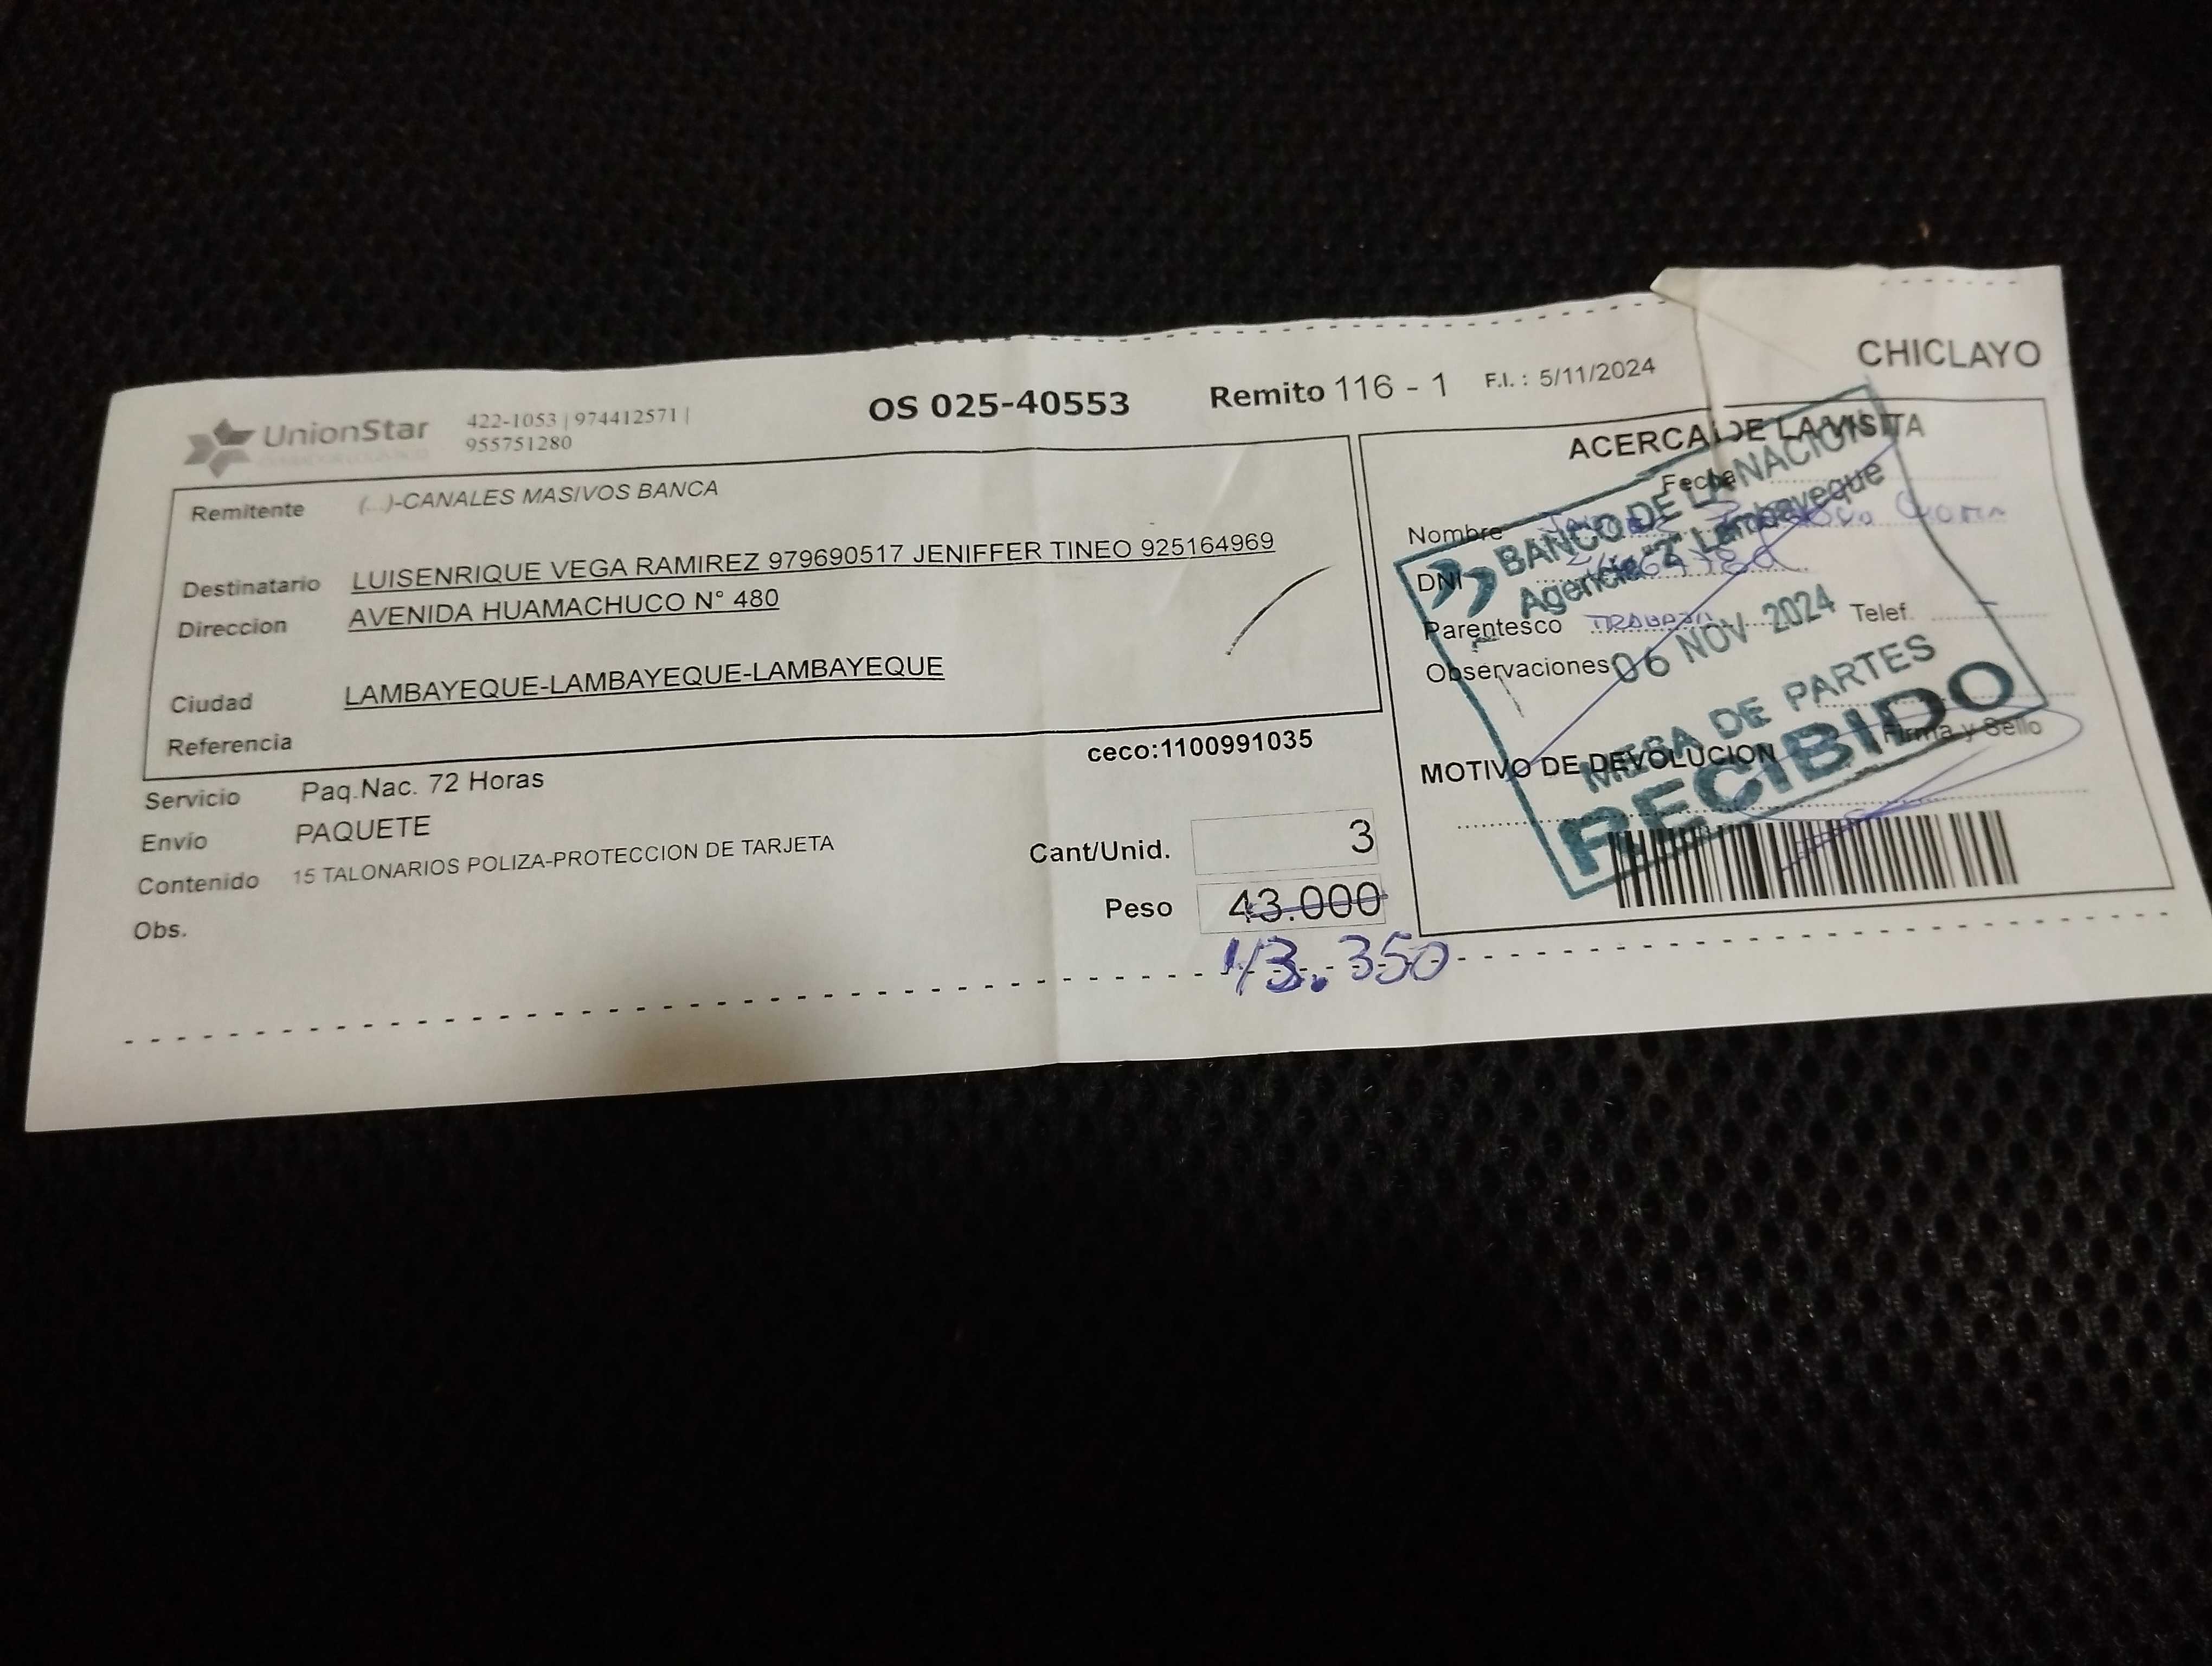 UnionStar
422-1053 | 974412571 |
955751280
OS 025-40553
Remito 116 - 1
F.I. : 5/11/2024
CHICLAYO
Remitente (...)-CANALES MASIVOS BANCA
Destinatario LUISENRIQUE VEGA RAMIREZ 979690517 JENIFFER TINEO 925164969
Direccion AVENIDA HUAMACHUCO N° 480
Ciudad LAMBAYEQUE-LAMBAYEQUE-LAMBAYEQUE
Referencia
ceco:1100991035
Servicio Paq.Nac. 72 Horas
Envío PAQUETE
Contenido 15 TALONARIOS POLIZA-PROTECCION DE TARJETA
Obs.
Cant/Unid. 3
Peso 43.000
43.350
ACERCA DE LA VISITA
Fecha
Nombre
DNI
Parentesco TRABAJA
Telef.
Observaciones
Firma y Sello
MOTIVO DE DEVOLUCION
BANCO DE LA NACION
Agencia "2" Lambayeque
06 NOV 2024
MESA DE PARTES
RECIBIDO